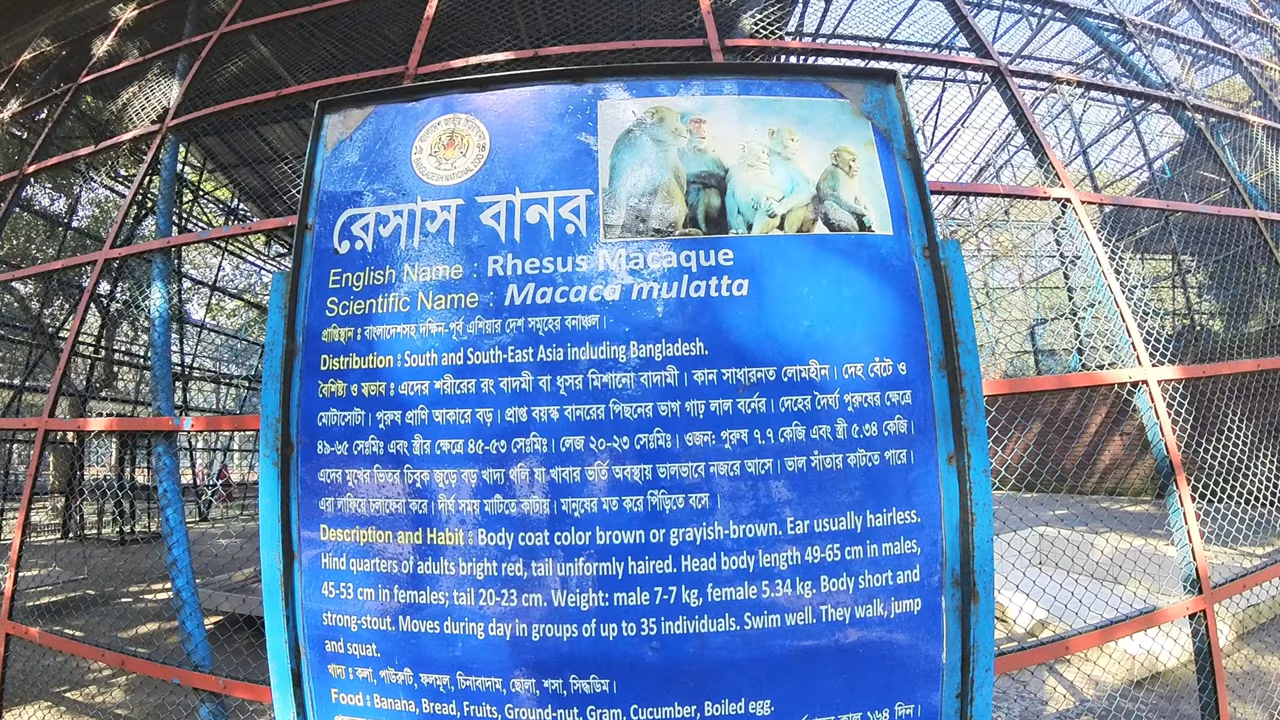 BANGLADESH NATIONAL ZOO
রেসাস বানর
English Name : Rhesus Macaque
Scientific Name : Macaca mulatta
প্রাপ্তিস্থান ঃ বাংলাদেশসহ দক্ষিন-পূর্ব এশিয়ার দেশ সমূহের বনাঞ্চল।
Distribution ঃ South and South-East Asia including Bangladesh.
বৈশিষ্ট্য ও স্বভাব ঃ এদের শরীরের রং বাদমী বা ধূসর মিশানো বাদামী। কান সাধারনত লোমহীন। দেহ বেঁটে ও
মোটাসোটা। পুরুষ প্রাণি আকারে বড়। প্রাপ্ত বয়স্ক বানরের পিছনের ভাগ গাঢ় লাল বর্নের। দেহের দৈর্ঘ্য পুরুষের ক্ষেত্রে
৪৯-৬৫ সেঃমিঃ এবং স্ত্রীর ক্ষেত্রে ৪৫-৫৩ সেঃমিঃ। লেজ ২০-২৩ সেঃমিঃ। ওজন: পুরুষ ৭.৭ কেজি এবং স্ত্রী ৫.৩৪ কেজি।
এদের মুখের ভিতর চিবুক জুড়ে বড় খাদ্য থলি যা খাবার ভর্তি অবস্থায় ভালভাবে নজরে আসে। ভাল সাঁতার কাটতে পারে।
এরা লাফিয়ে চলাফেরা করে। দীর্ঘ সময় মাটিতে কাটায়। মানুষের মত করে পিঁড়িতে বসে ।
Description and Habit ঃ Body coat color brown or grayish-brown. Ear usually hairless.
Hind quarters of adults bright red, tail uniformly haired. Head body length 49-65 cm in males,
45-53 cm in females; tail 20-23 cm. Weight: male 7-7 kg, female 5.34 kg. Body short and
strong-stout. Moves during day in groups of up to 35 individuals. Swim well. They walk, jump
and squat.
খাদ্য ঃ কলা, পাউরুটি, ফলমূল, চিনাবাদাম, ছোলা, শসা, সিদ্ধডিম।
Food ঃ Banana, Bread, Fruits, Ground-nut, Gram, Cucumber, Boiled egg.
কাল ১৬৪ দিন।